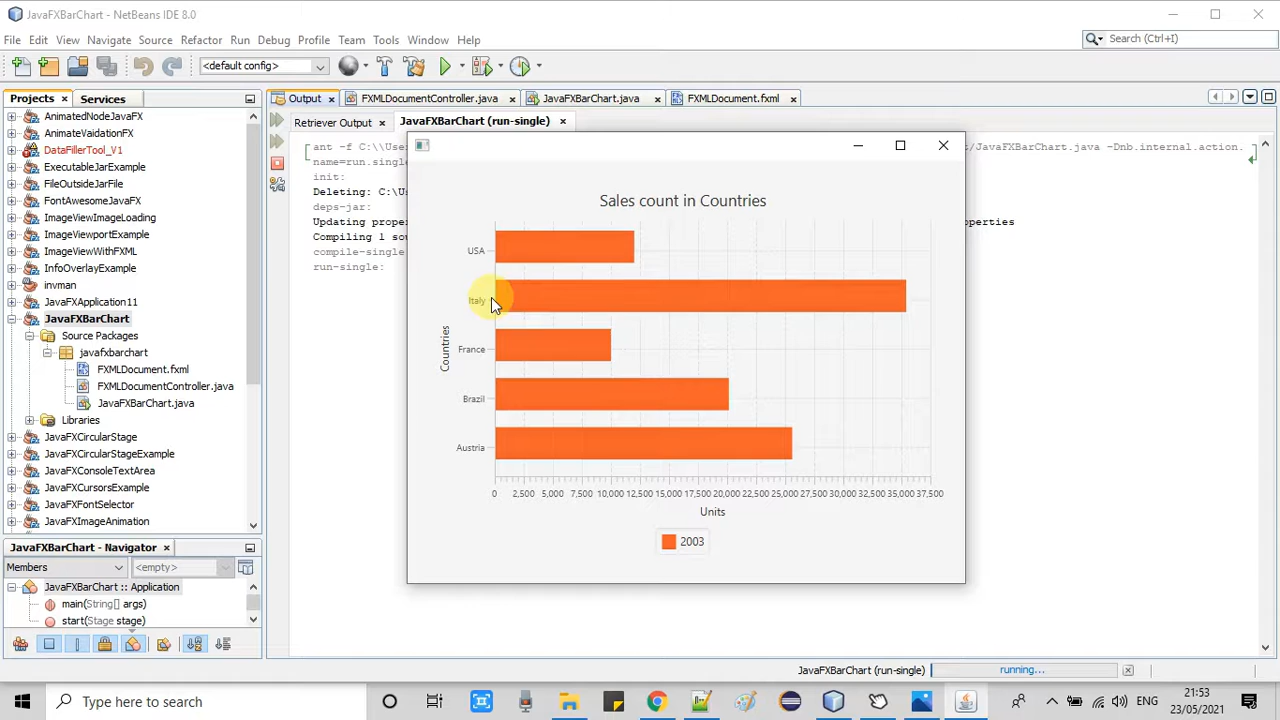 JavaFXBarChart - NetBeans IDE 8.0
File Edit View Navigate Source Refactor Run Debug Profile Team Tools Window Help
Search (Ctrl+I)
<default config>
Projects
Services
AnimatedNodeJavaFX
AnimateVaidationFX
DataFillerTool_V1
ExecutableJarExample
FileOutsideJarFile
FontAwesomeJavaFX
ImageViewImageLoading
ImageViewportExample
ImageViewWithFXML
InfoOverlayExample
invman
JavaFXApplication11
JavaFXBarChart
Source Packages
javafxbarchart
FXMLDocument.fxml
FXMLDocumentController.java
JavaFXBarChart.java
Libraries
JavaFXCircularStage
JavaFXCircularStageExample
JavaFXConsoleTextArea
JavaFXCursorsExample
JavaFXFontSelector
JavaFXImageAnimation
JavaFXBarChart - Navigator
Members
<empty>
JavaFXBarChart :: Application
main(String[] args)
start(Stage stage)
Output
FXMLDocumentController.java
JavaFXBarChart.java
FXMLDocument.fxml
Retriever Output
JavaFXBarChart (run-single)
ant -f C:\\Us
t/JavaFXBarChart.java -Dnb.internal.action.
name=run.single
init:
Deleting: C:\U
deps-jar:
Updating proper
operties
Compiling 1 sou
compile-single
run-single:
Sales count in Countries
Countries
USA
Italy
France
Brazil
Austria
0 2,500 5,000 7,500 10,000 12,500 15,000 17,500 20,000 22,500 25,000 27,500 30,000 32,500 35,000 37,500
Units
2003
JavaFXBarChart (run-single)
running...
Type here to search
ENG
21:53
23/05/2021